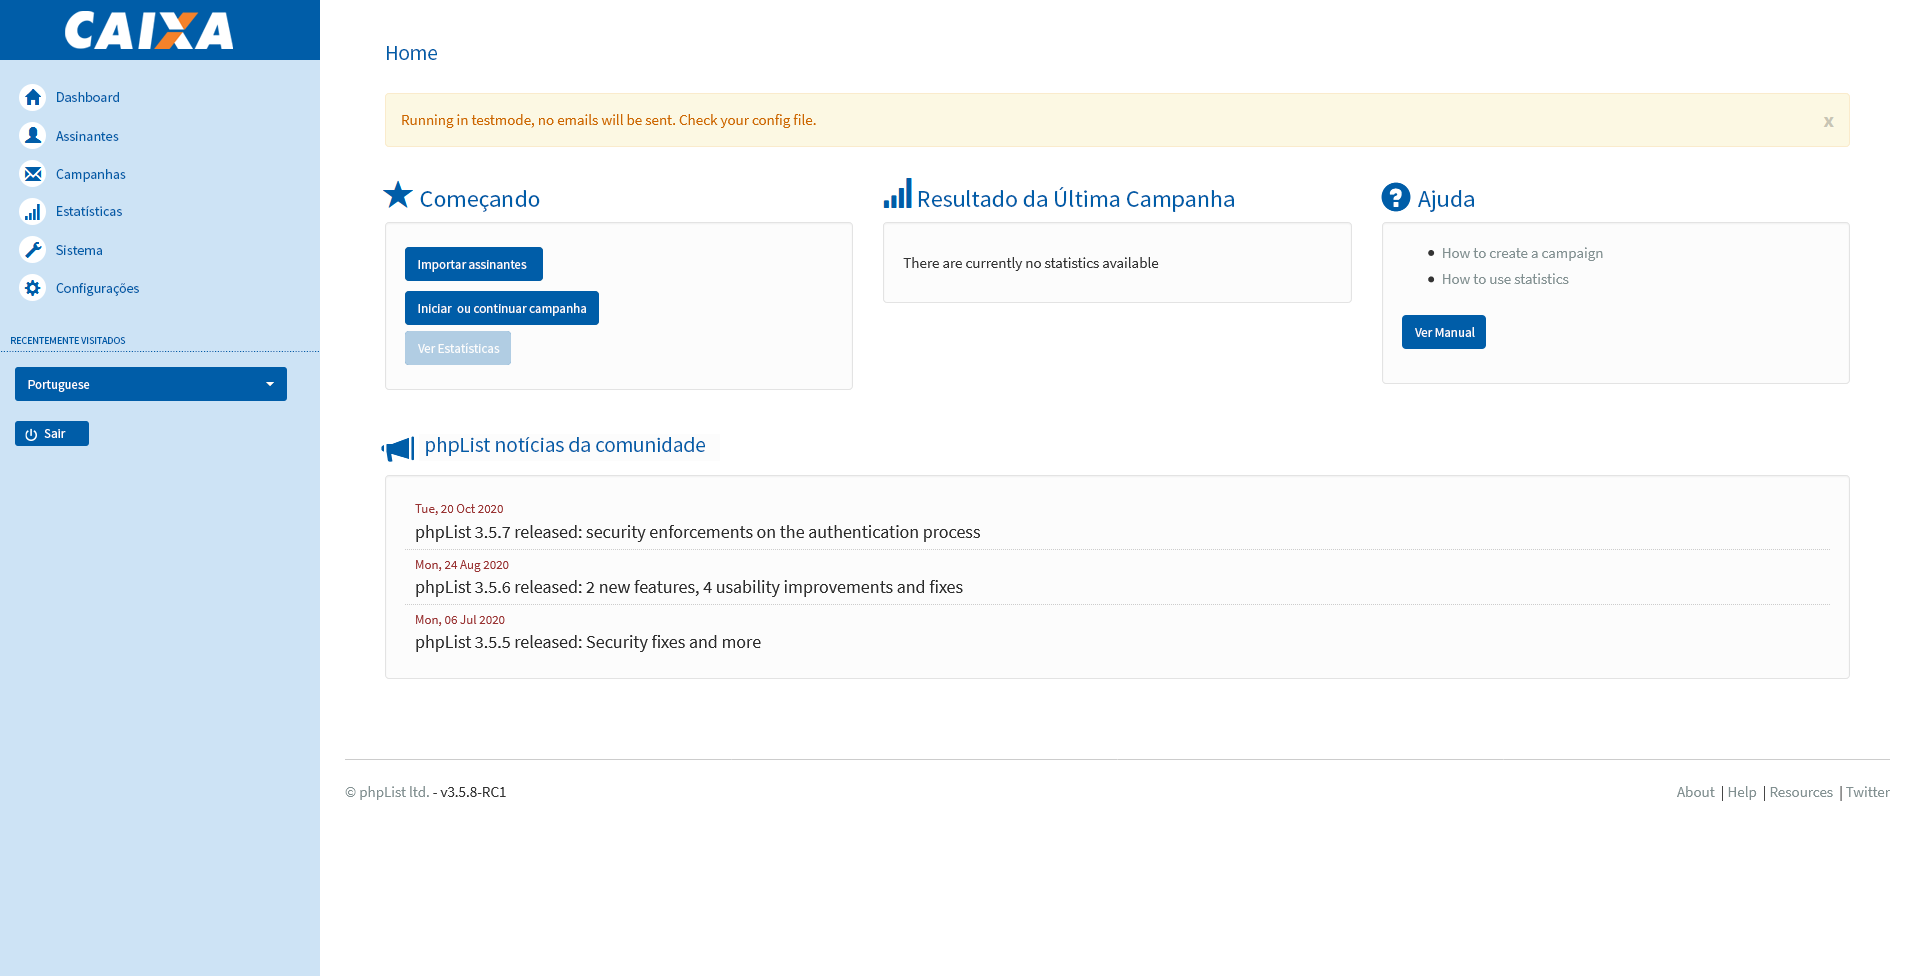 CAIXA
Dashboard
Assinantes
Campanhas
Estatísticas
Sistema
Configurações
RECENTEMENTE VISITADOS
Portuguese
Sair
Home
Running in testmode, no emails will be sent. Check your config file.
x
Começando
Importar assinantes
Iniciar ou continuar campanha
Ver Estatísticas
Resultado da Última Campanha
There are currently no statistics available
Ajuda
How to create a campaign
How to use statistics
Ver Manual
phpList notícias da comunidade
Tue, 20 Oct 2020
phpList 3.5.7 released: security enforcements on the authentication process
Mon, 24 Aug 2020
phpList 3.5.6 released: 2 new features, 4 usability improvements and fixes
Mon, 06 Jul 2020
phpList 3.5.5 released: Security fixes and more
© phpList ltd. - v3.5.8-RC1
About | Help | Resources | Twitter